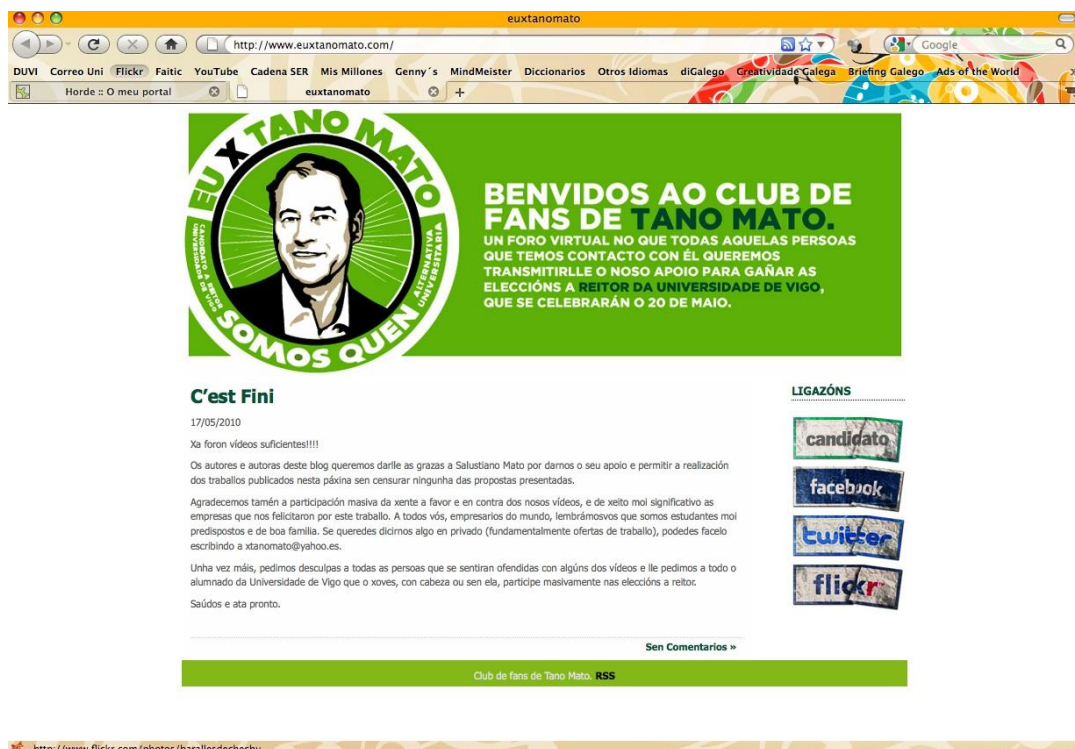 euxtanomato
http://www.euxtanomato.com/
Google
DUVI Correo Uni Flickr Faitic YouTube Cadena SER Mis Millones Genny´s MindMeister Diccionarios Otros Idiomas diGalego Creatividade Galega Briefing Galego Ads of the World
Horde :: O meu portal
euxtanomato
EU X TANO MATO
CANDIDATO A REITOR
UNIVERSIDADE DE VIGO
ALTERNATIVA
UNIVERSITARIA
SOMOS QUEN
BENVIDOS AO CLUB DE
FANS DE TANO MATO.
UN FORO VIRTUAL NO QUE TODAS AQUELAS PERSOAS
QUE TEMOS CONTACTO CON ÉL QUEREMOS
TRANSMITIRLLE O NOSO APOIO PARA GAÑAR AS
ELECCIÓNS A REITOR DA UNIVERSIDADE DE VIGO,
QUE SE CELEBRARÁN O 20 DE MAIO.
C'est Fini
17/05/2010
Xa foron vídeos suficientes!!!!
Os autores e autoras deste blog queremos darlle as grazas a Salustiano Mato por darnos o seu apoio e permitir a realización
dos traballos publicados nesta páxina sen censurar ningunha das propostas presentadas.
Agradecemos tamén a participación masiva da xente a favor e en contra dos nosos vídeos, e de xeito moi significativo as
empresas que nos felicitaron por este traballo. A todos vós, empresarios do mundo, lembrámosvos que somos estudantes moi
predispostos e de boa familia. Se queredes dicirnos algo en privado (fundamentalmente ofertas de traballo), podedes facelo
escribindo a xtanomato@yahoo.es.
Unha vez máis, pedimos desculpas a todas as persoas que se sentiran ofendidas con algúns dos vídeos e lle pedimos a todo o
alumnado da Universidade de Vigo que o xoves, con cabeza ou sen ela, participe masivamente nas eleccións a reitor.
Saúdos e ata pronto.
Sen Comentarios »
LIGAZÓNS
candidato
facebook
twitter
flickr
Club de fans de Tano Mato. RSS